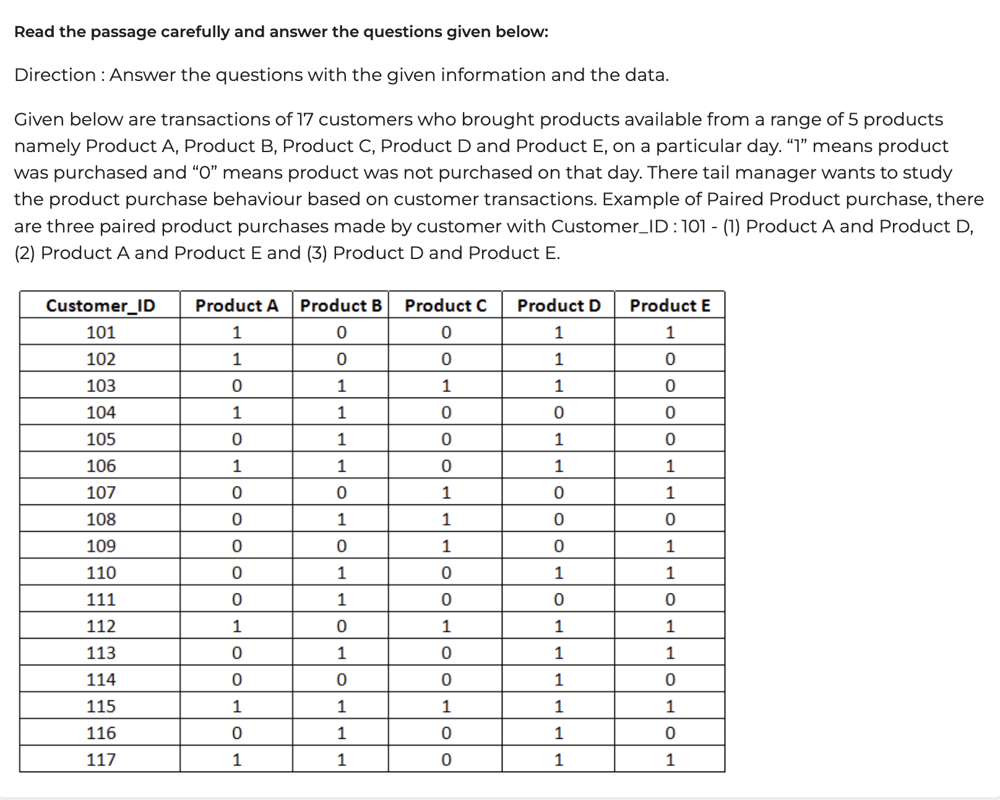 Read the passage carefully and answer the questions given below:
Direction : Answer the questions with the given information and the data.
Given below are transactions of 17 customers who brought products available from a range of 5 products
namely Product A, Product B, Product C, Product D and Product E, on a particular day. “1” means product
was purchased and “0” means product was not purchased on that day. There tail manager wants to study
the product purchase behaviour based on customer transactions. Example of Paired Product purchase, there
are three paired product purchases made by customer with Customer_ID : 101 - (1) Product A and Product D,
(2) Product A and Product E and (3) Product D and Product E.
Customer_ID Product A Product B Product C Product D Product E
101 1 0 0 1 1
102 1 0 0 1 0
103 0 1 1 1 0
104 1 1 0 0 0
105 0 1 0 1 0
106 1 1 0 1 1
107 0 0 1 0 1
108 0 1 1 0 0
109 0 0 1 0 1
110 0 1 0 1 1
111 0 1 0 0 0
112 1 0 1 1 1
113 0 1 0 1 1
114 0 0 0 1 0
115 1 1 1 1 1
116 0 1 0 1 0
117 1 1 0 1 1